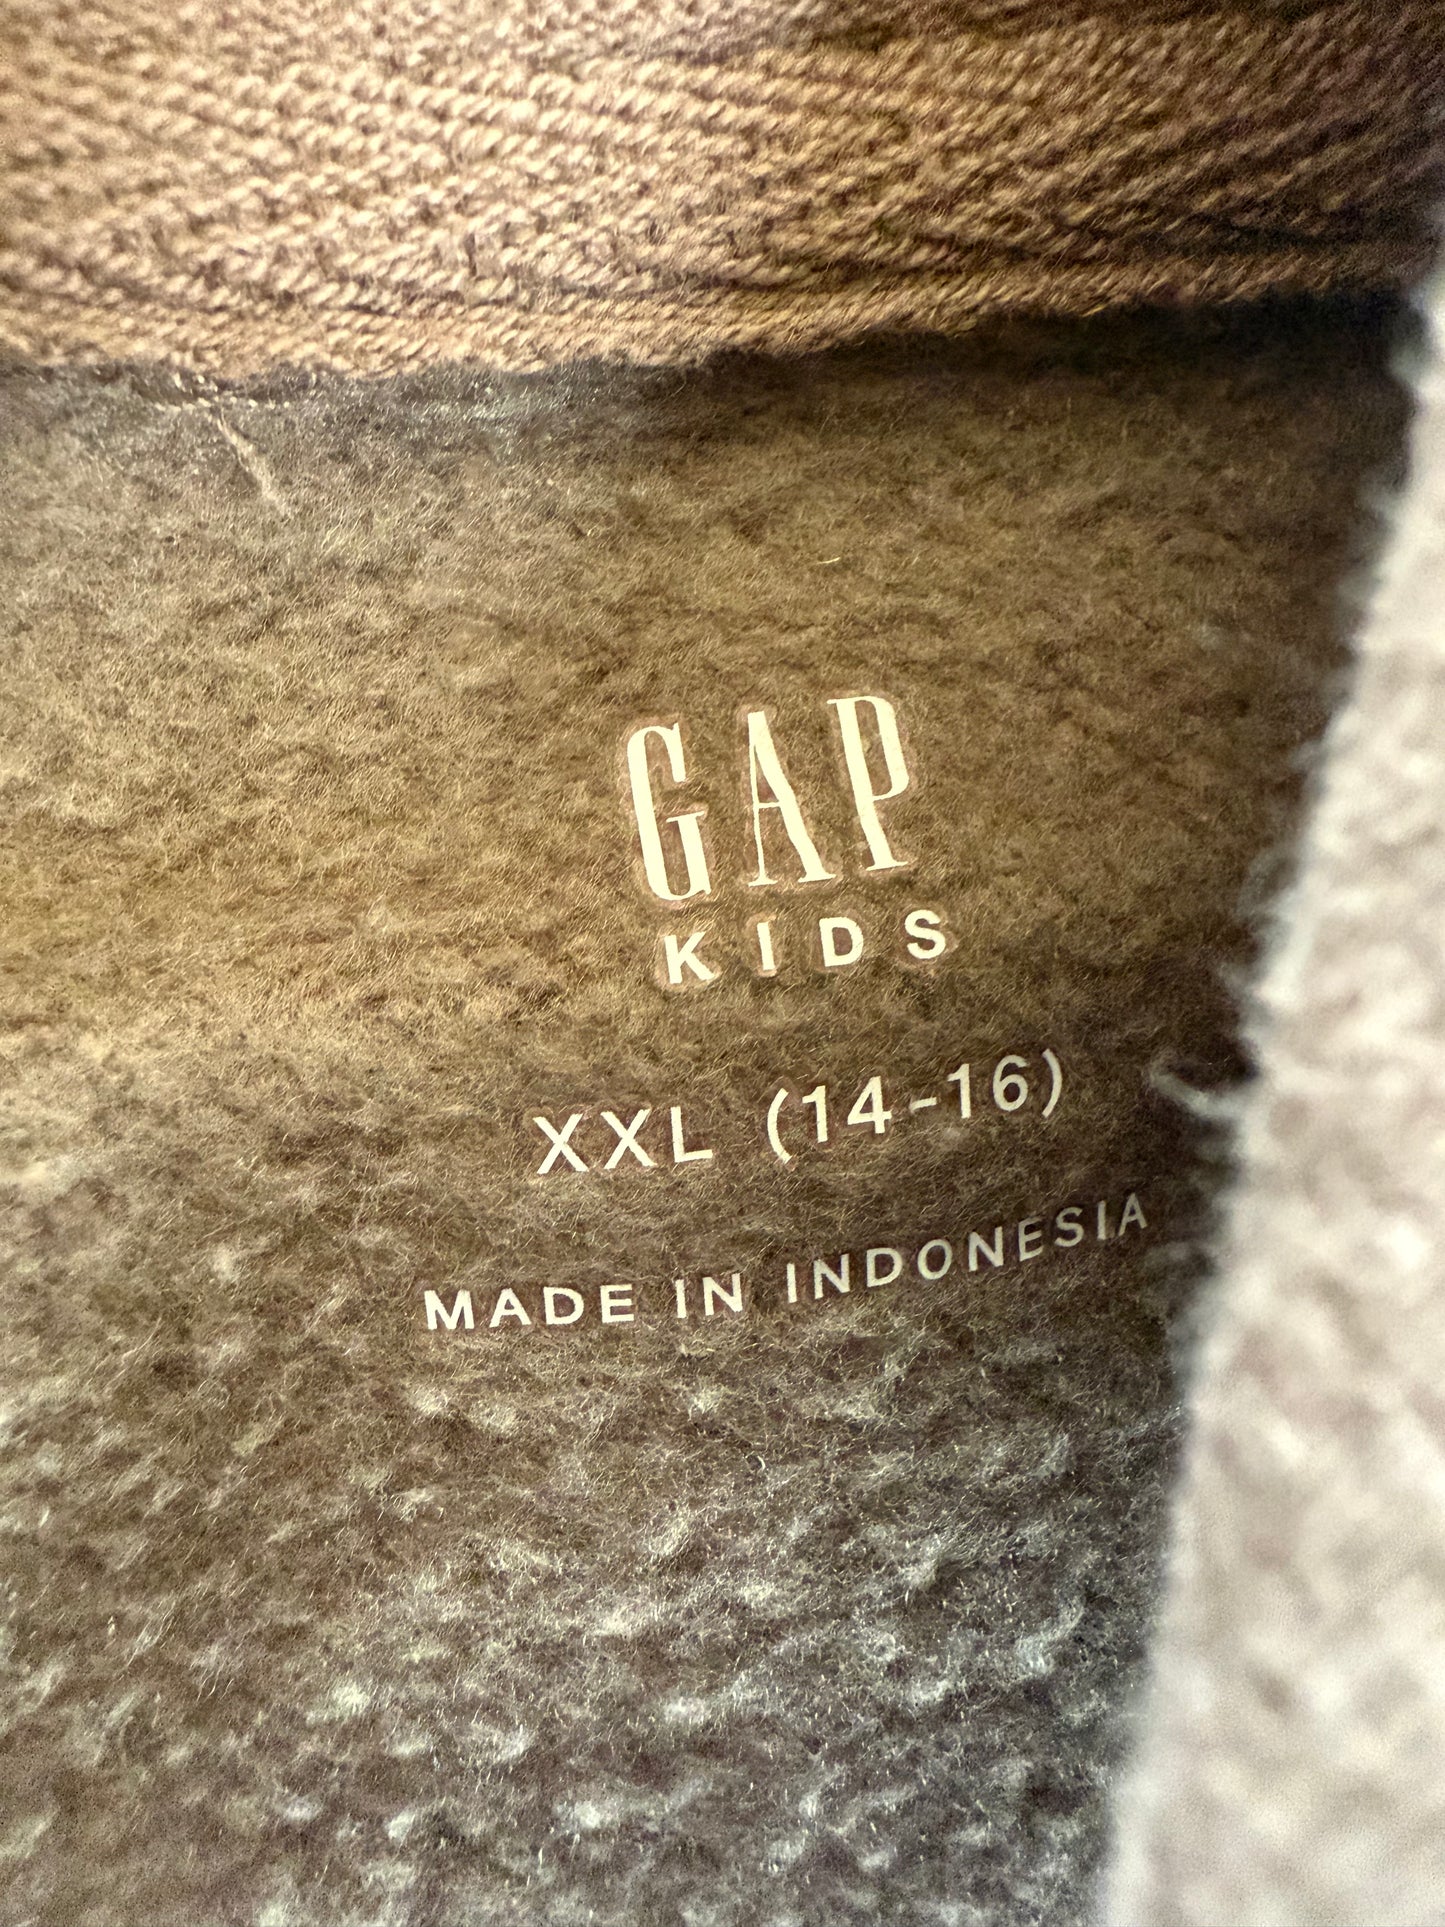 GAP
KIDS
XXL (14-16)
MADE IN INDONESIA